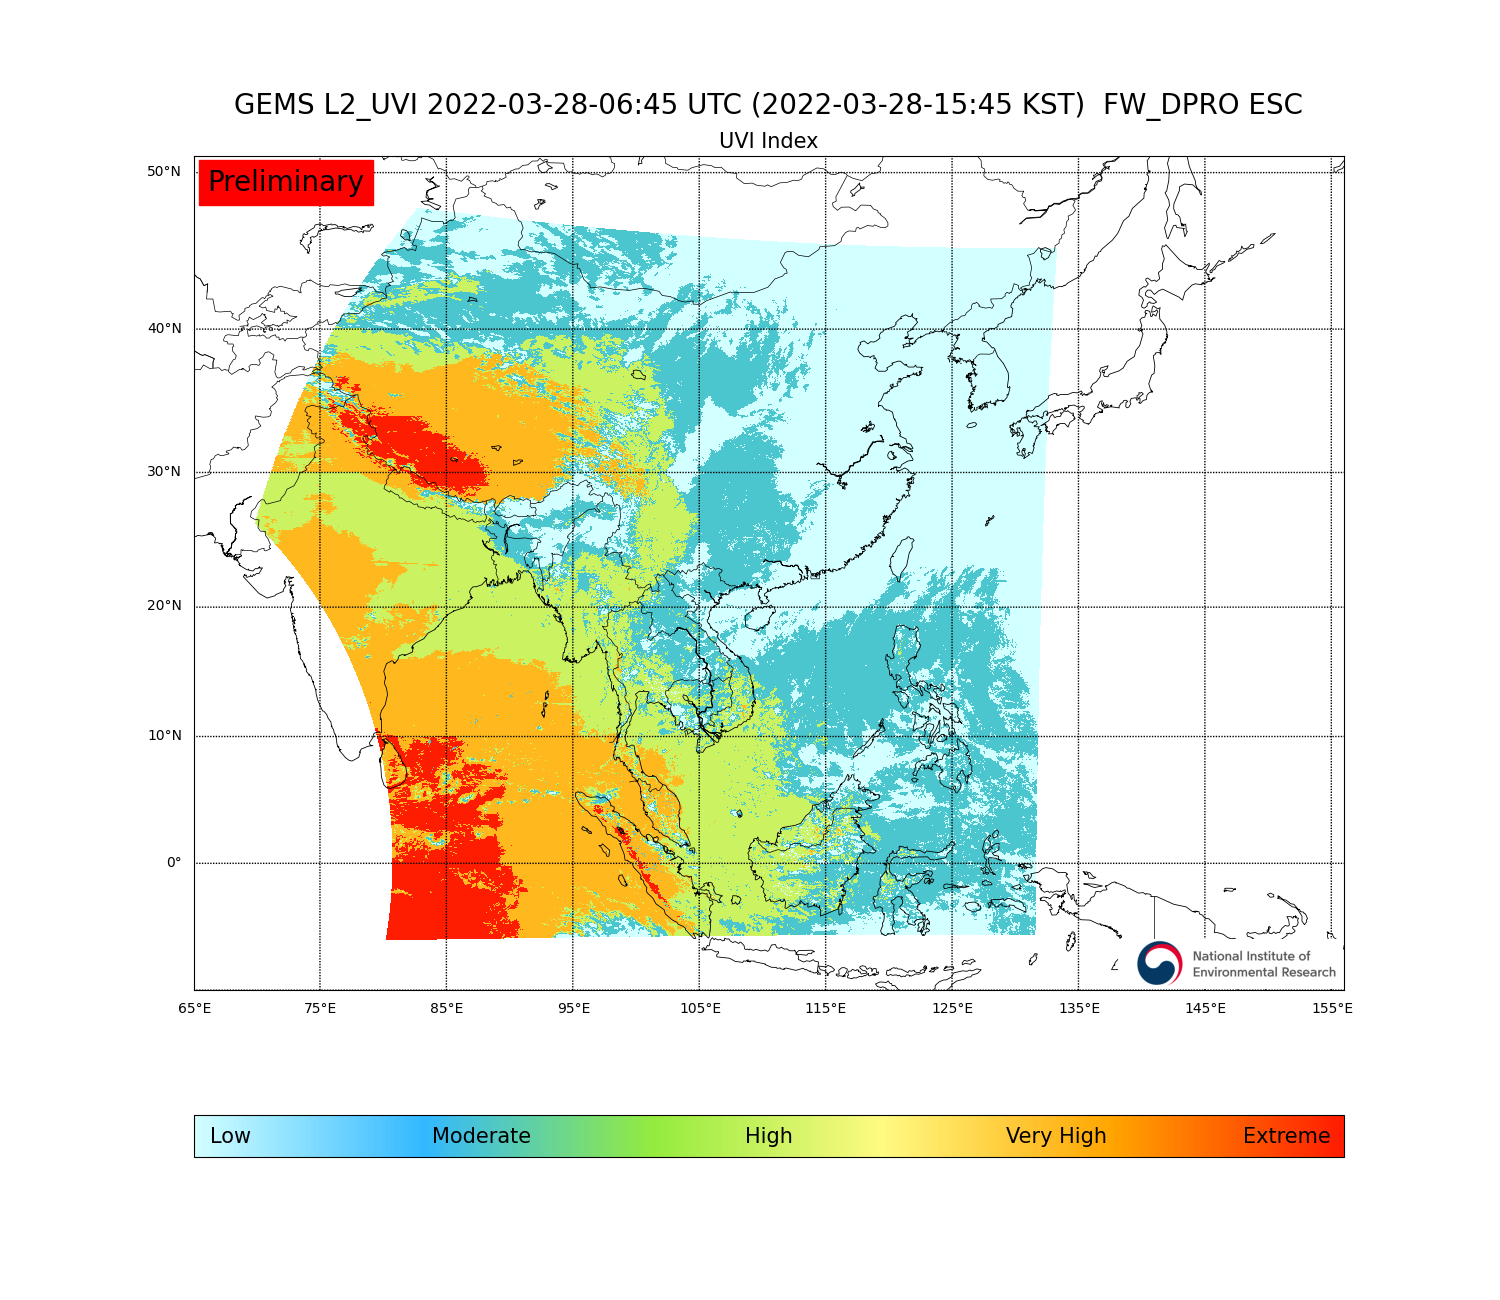 GEMS L2_UVI 2022-03-28-06:45 UTC (2022-03-28-15:45 KST)  FW_DPRO ESC
UVI Index
Preliminary
50°N
40°N
30°N
20°N
10°N
0°
National Institute of
Environmental Research
65°E 75°E 85°E 95°E 105°E 115°E 125°E 135°E 145°E 155°E
Low Moderate High Very High Extreme